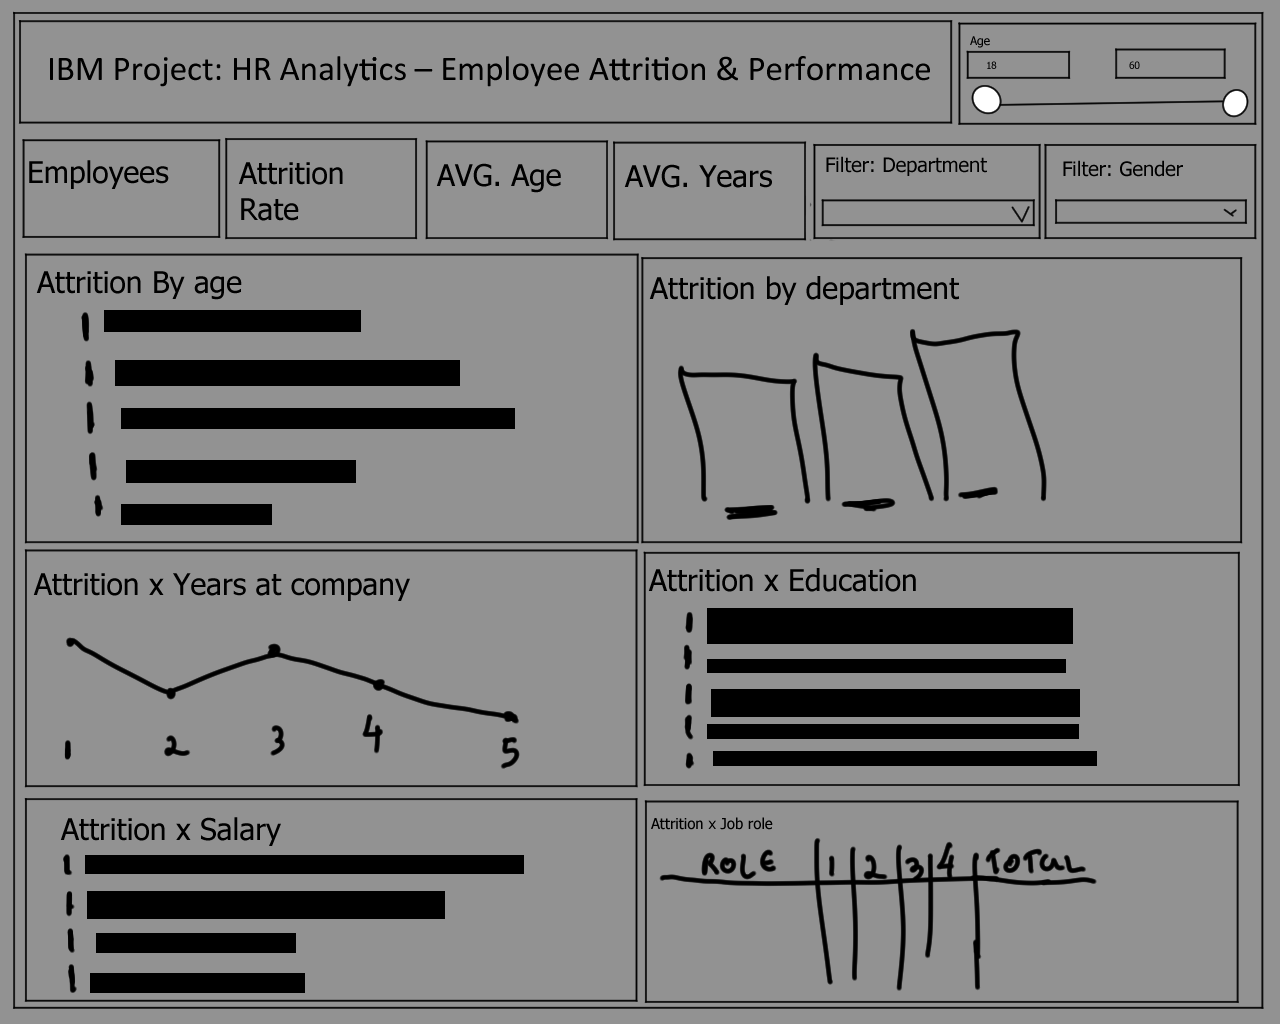 IBM Project: HR Analytics – Employee Attrition & Performance
Age
18
60
Employees
Attrition
Rate
AVG. Age
AVG. Years
Filter: Department
Filter: Gender
Attrition By age
Attrition by department
Attrition x Years at company
1 2 3 4 5
Attrition x Education
Attrition x Salary
Attrition x Job role
ROLE 1 2 3 4 TOTAL